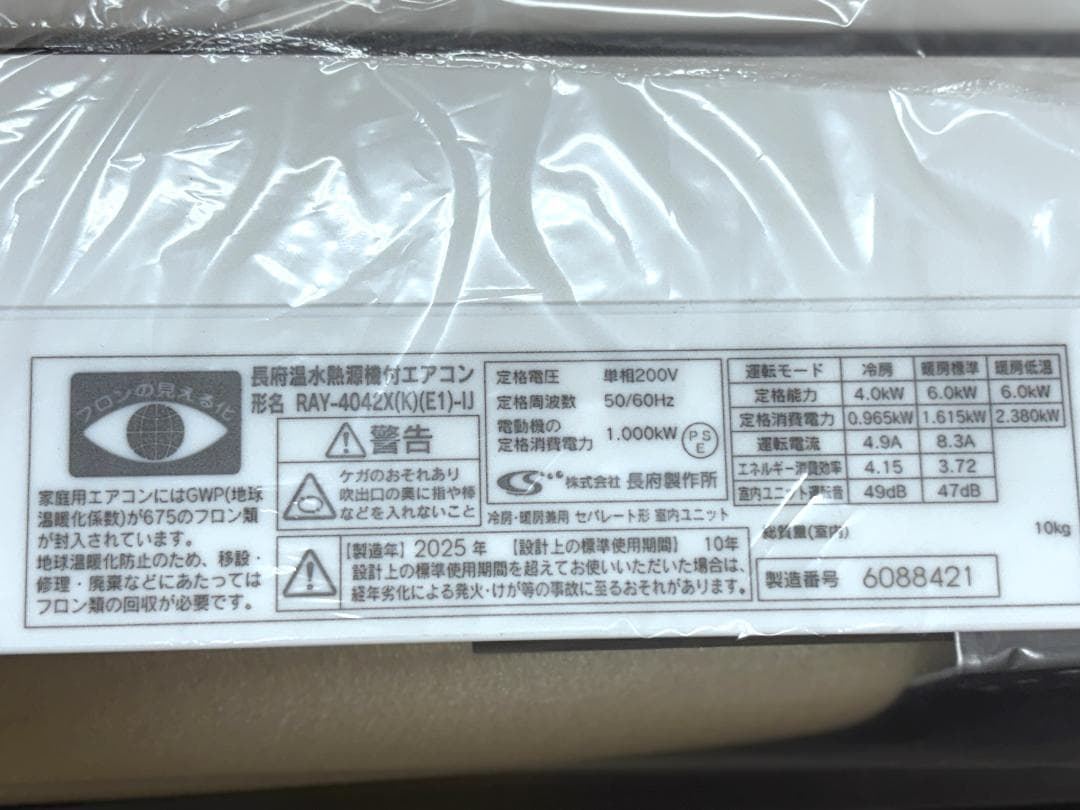 フロンの見える化
家庭用エアコンにはGWP(地球
温暖化係数)が675のフロン類
が封入されています。
地球温暖化防止のため、移設・
修理・廃棄などにあたっては
フロン類の回収が必要です。
長府温水熱源機付エアコン
形名 RAY-4042X(K)(E1)-IJ
警告
ケガのおそれあり
吹出口の奥に指や棒
などを入れないこと
定格電圧 単相200V
定格周波数 50/60Hz
電動機の
定格消費電力 1.000kW
PS
E
株式会社 長府製作所
冷房・暖房兼用 セパレート形 室内ユニット
【製造年】2025年 【設計上の標準使用期間】 10年
設計上の標準使用期間を超えてお使いいただいた場合は、
経年劣化による発火・けが等の事故に至るおそれがあります。
運転モード 冷房 暖房標準 暖房低温
定格能力 4.0kW 6.0kW 6.0kW
定格消費電力 0.965kW 1.615kW 2.380kW
運転電流 4.9A 8.3A
エネルギー消費効率 4.15 3.72
室内ユニット運転音 49dB 47dB
総質量(室内) 10kg
製造番号 6088421